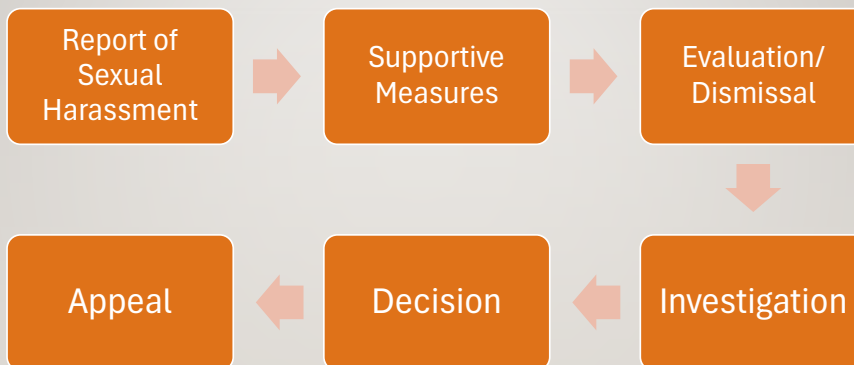 Report of
Sexual
Harassment
Supportive
Measures
Evaluation/
Dismissal
Investigation
Decision
Appeal